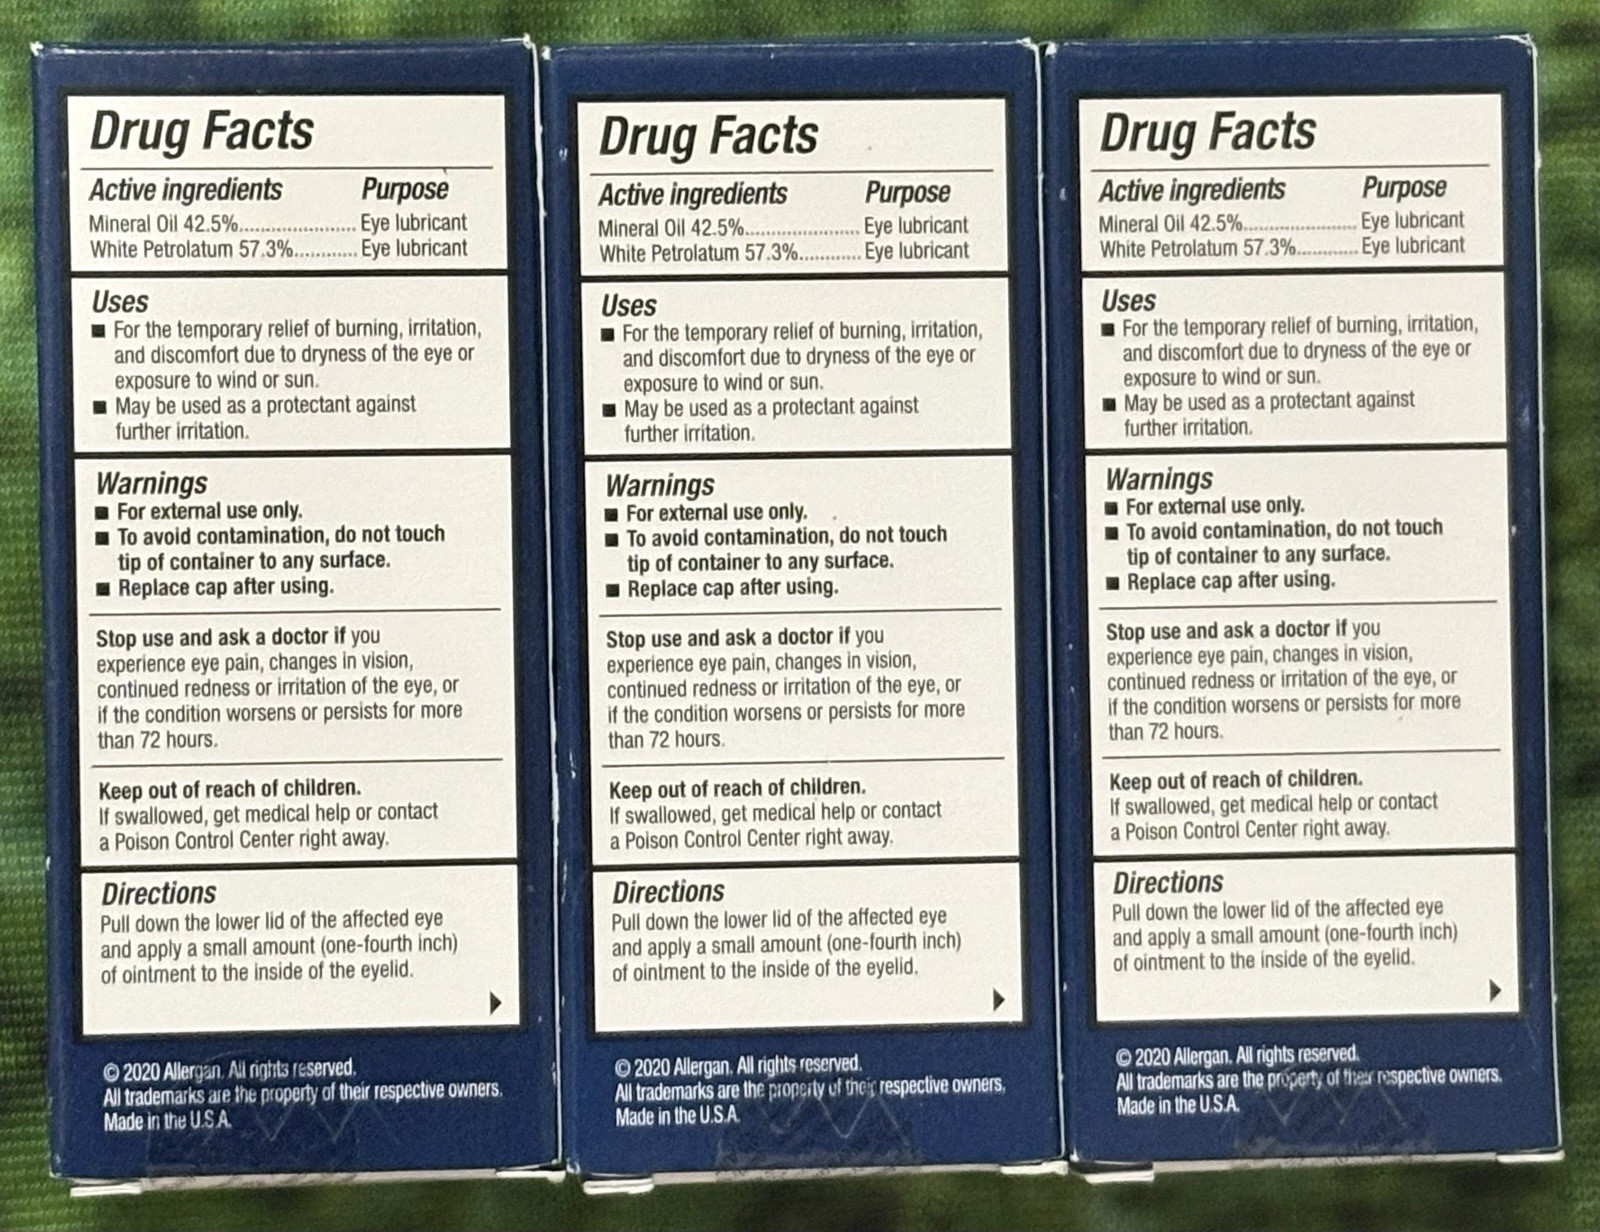 Drug Facts
Active ingredients Purpose
Mineral Oil 42.5%...................... Eye lubricant
White Petrolatum 57.3%............ Eye lubricant
Uses
■ For the temporary relief of burning, irritation,
and discomfort due to dryness of the eye or
exposure to wind or sun.
■ May be used as a protectant against
further irritation.
Warnings
■ For external use only.
■ To avoid contamination, do not touch
tip of container to any surface.
■ Replace cap after using.
Stop use and ask a doctor if you
experience eye pain, changes in vision,
continued redness or irritation of the eye, or
if the condition worsens or persists for more
than 72 hours.
Keep out of reach of children.
If swallowed, get medical help or contact
a Poison Control Center right away.
Directions
Pull down the lower lid of the affected eye
and apply a small amount (one-fourth inch)
of ointment to the inside of the eyelid.
© 2020 Allergan. All rights reserved.
All trademarks are the property of their respective owners.
Made in the U.S.A.
Drug Facts
Active ingredients Purpose
Mineral Oil 42.5%...................... Eye lubricant
White Petrolatum 57.3%............ Eye lubricant
Uses
■ For the temporary relief of burning, irritation,
and discomfort due to dryness of the eye or
exposure to wind or sun.
■ May be used as a protectant against
further irritation.
Warnings
■ For external use only.
■ To avoid contamination, do not touch
tip of container to any surface.
■ Replace cap after using.
Stop use and ask a doctor if you
experience eye pain, changes in vision,
continued redness or irritation of the eye, or
if the condition worsens or persists for more
than 72 hours.
Keep out of reach of children.
If swallowed, get medical help or contact
a Poison Control Center right away.
Directions
Pull down the lower lid of the affected eye
and apply a small amount (one-fourth inch)
of ointment to the inside of the eyelid.
© 2020 Allergan. All rights reserved.
All trademarks are the property of their respective owners.
Made in the U.S.A.
Drug Facts
Active ingredients Purpose
Mineral Oil 42.5%...................... Eye lubricant
White Petrolatum 57.3%............ Eye lubricant
Uses
■ For the temporary relief of burning, irritation,
and discomfort due to dryness of the eye or
exposure to wind or sun.
■ May be used as a protectant against
further irritation.
Warnings
■ For external use only.
■ To avoid contamination, do not touch
tip of container to any surface.
■ Replace cap after using.
Stop use and ask a doctor if you
experience eye pain, changes in vision,
continued redness or irritation of the eye, or
if the condition worsens or persists for more
than 72 hours.
Keep out of reach of children.
If swallowed, get medical help or contact
a Poison Control Center right away.
Directions
Pull down the lower lid of the affected eye
and apply a small amount (one-fourth inch)
of ointment to the inside of the eyelid.
© 2020 Allergan. All rights reserved.
All trademarks are the property of their respective owners.
Made in the U.S.A.